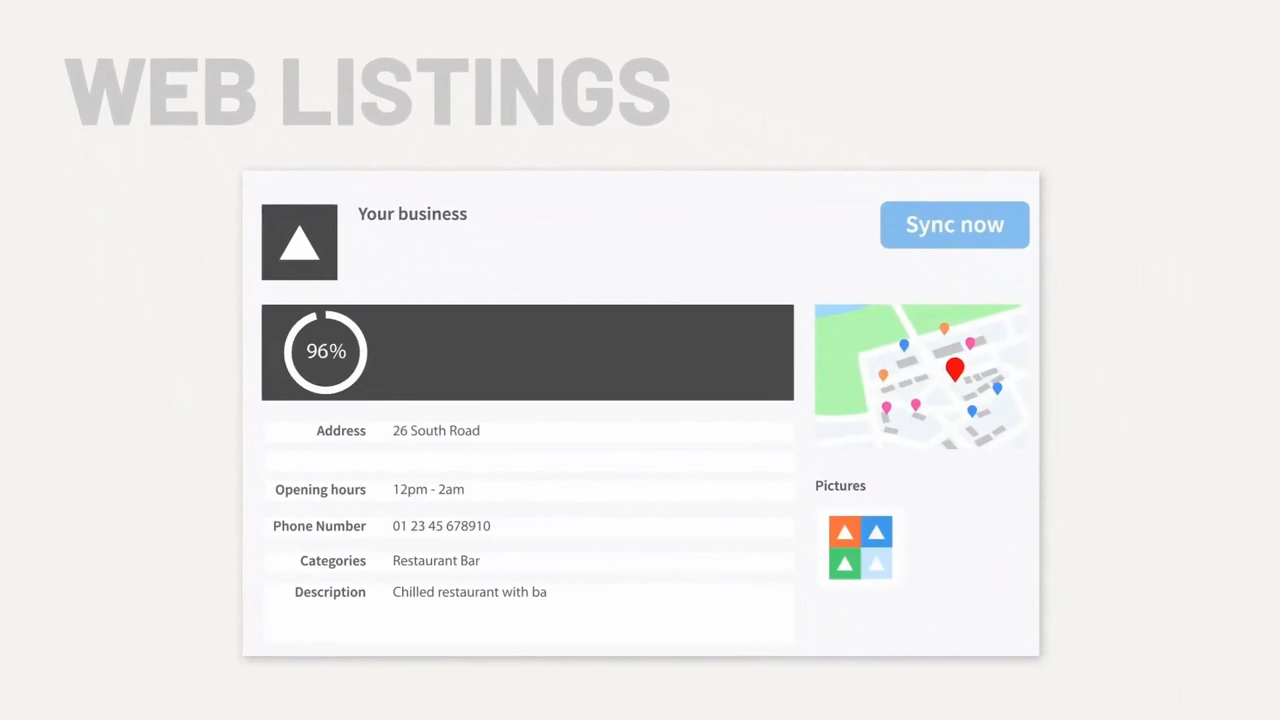 WEB LISTINGS
Your business
Sync now
96%
Address 26 South Road
Opening hours 12pm - 2am
Phone Number 01 23 45 678910
Categories Restaurant Bar
Description Chilled restaurant with ba
Pictures